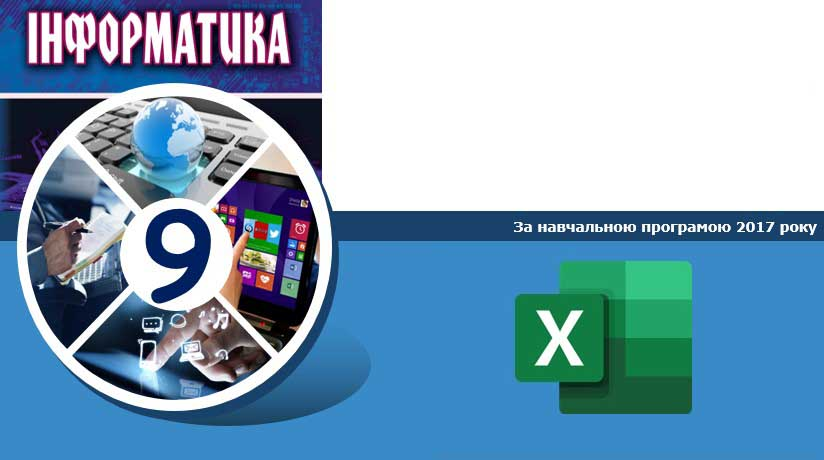 ІНФОРМАТИКА
9
За навчальною програмою 2017 року
X